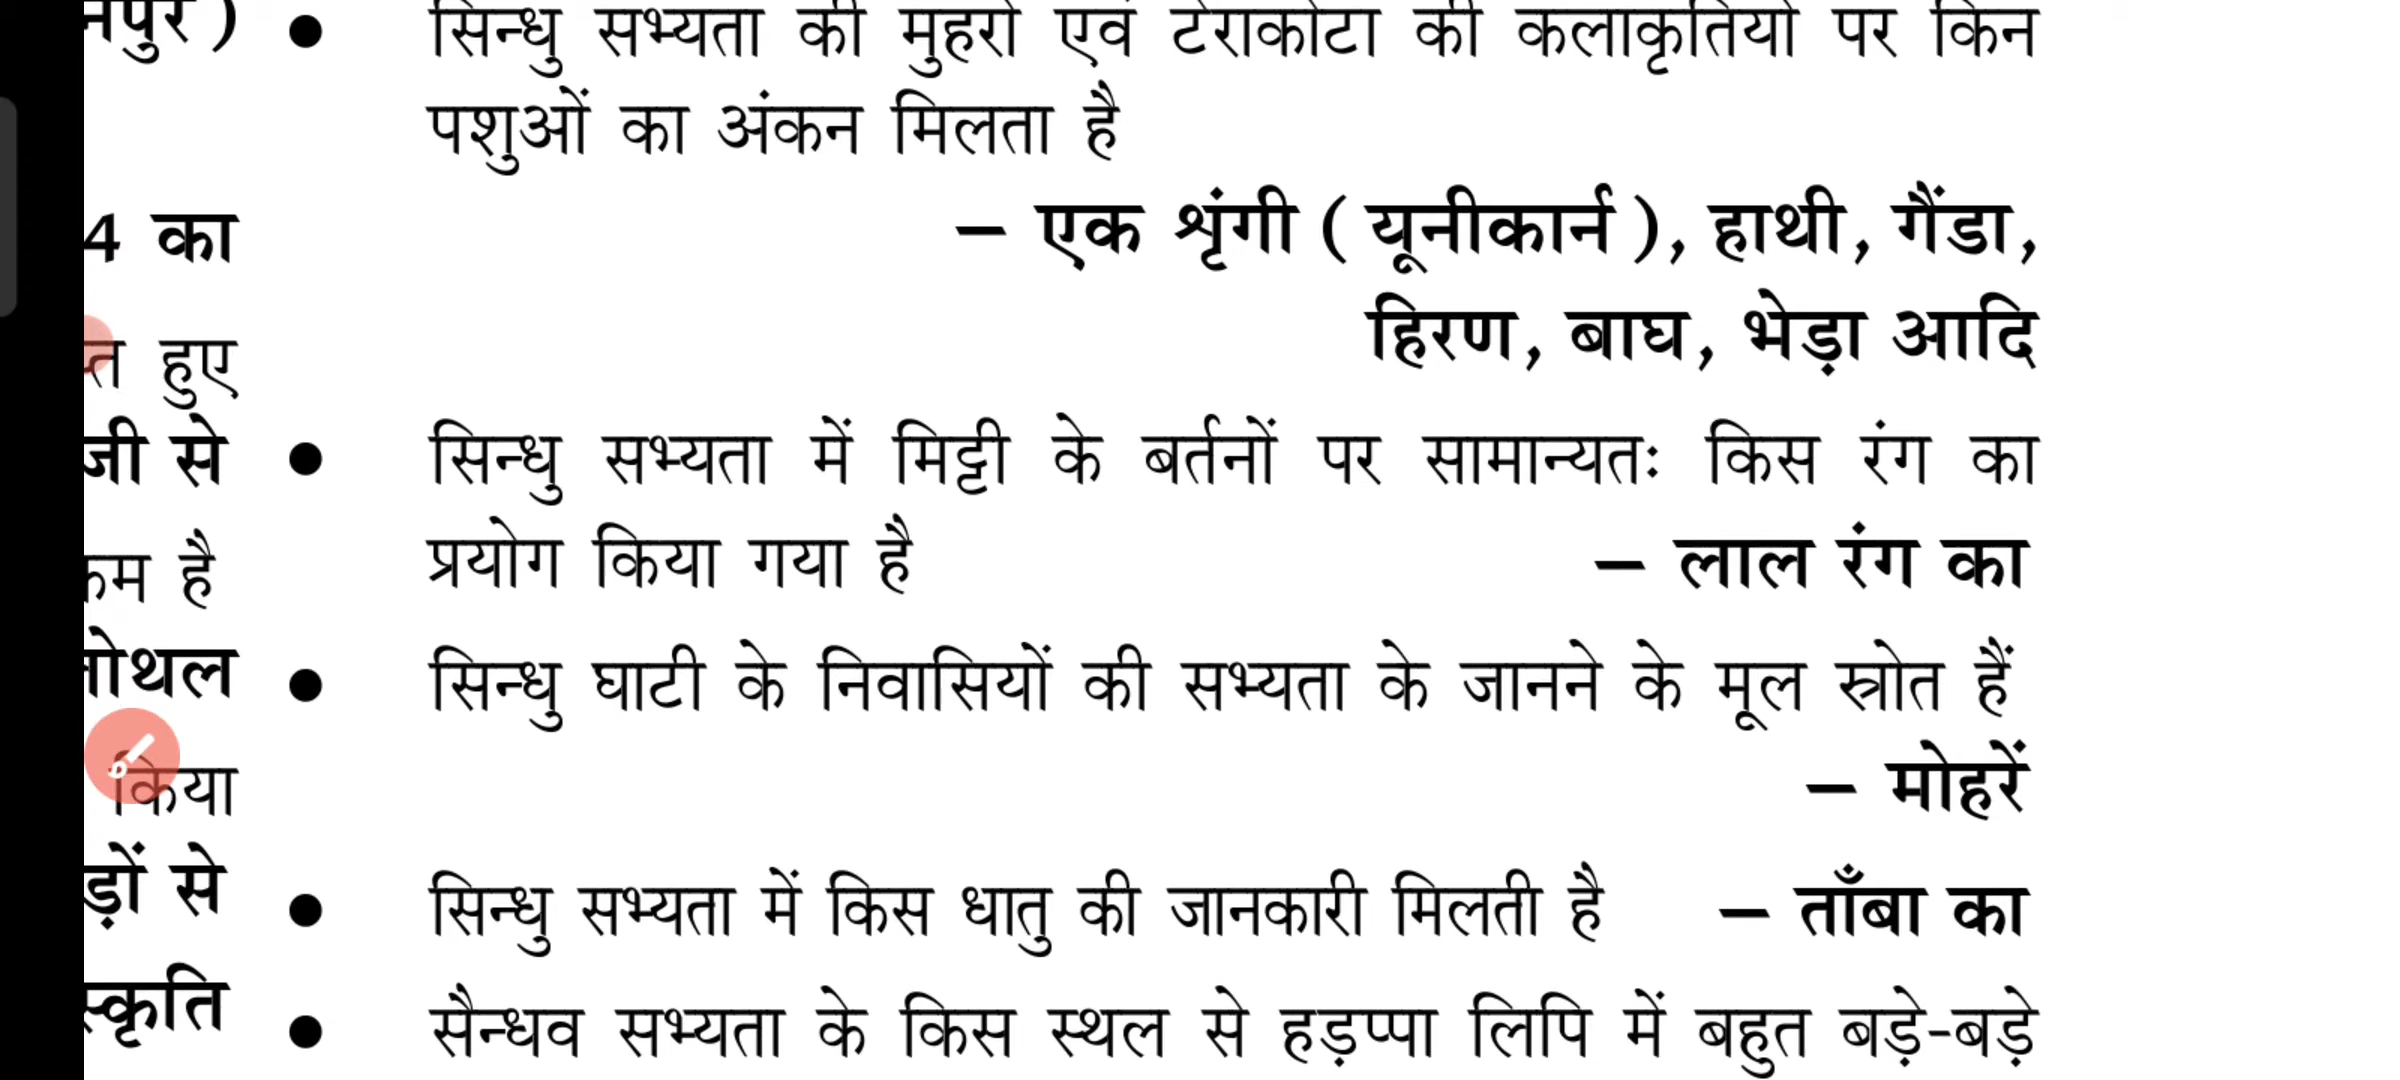 नपुर )
4 का
हुए
जी से
है
किया
ड़ों से
सिन्धु सभ्यता की मुहरों एवं टेराकोटा की कलाकृतियों पर किन
पशुओं का अंकन मिलता है
– एक शृंगी ( यूनीकार्न ), हाथी, गैंडा,
हिरण, बाघ, भेड़ा आदि
सिन्धु सभ्यता में मिट्टी के बर्तनों पर सामान्यतः किस रंग का
प्रयोग किया गया है – लाल रंग का
सिन्धु घाटी के निवासियों की सभ्यता के जानने के मूल स्रोत हैं
– मोहरें
सिन्धु सभ्यता में किस धातु की जानकारी मिलती है – ताँबा का
सैन्धव सभ्यता के किस स्थल से हड़प्पा लिपि में बहुत बड़े-बड़े